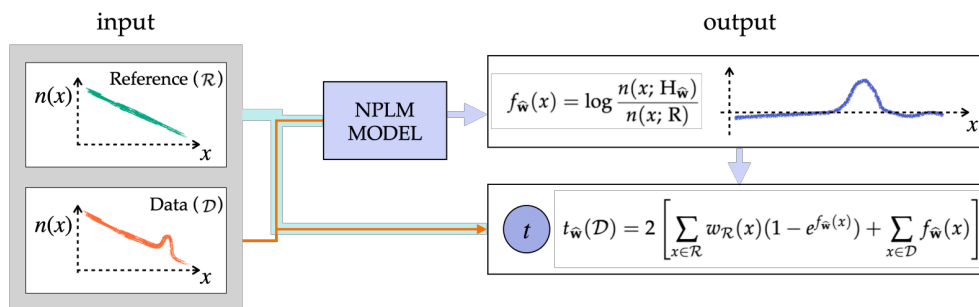 input
output
Reference (ℛ)
n(x)
x
Data (𝒟)
n(x)
x
NPLM
MODEL
f_ŵ(x) = log n(x; H_ŵ) / n(x; R)
x
t
t_ŵ(𝒟) = 2 [ ∑_{x∈ℛ} w_ℛ(x)(1 − e^{f_ŵ(x)}) + ∑_{x∈𝒟} f_ŵ(x) ]